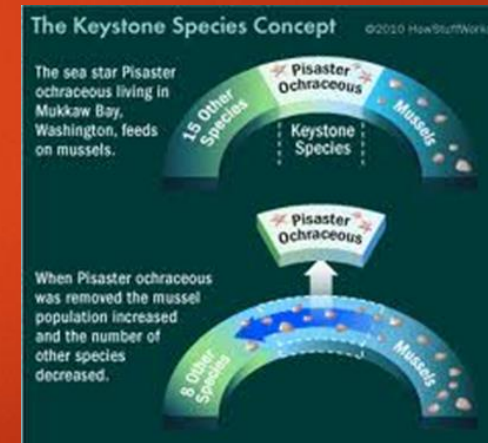 The Keystone Species Concept
©2010 HowStuffWorks
The sea star Pisaster
ochraceous living in
Mukkaw Bay,
Washington, feeds
on mussels.
15 Other
Species
Pisaster
Ochraceous
Mussels
Keystone
Species
Pisaster
Ochraceous
When Pisaster ochraceous
was removed the mussel
population increased
and the number of
other species
decreased.
8 Other
Species
Mussels